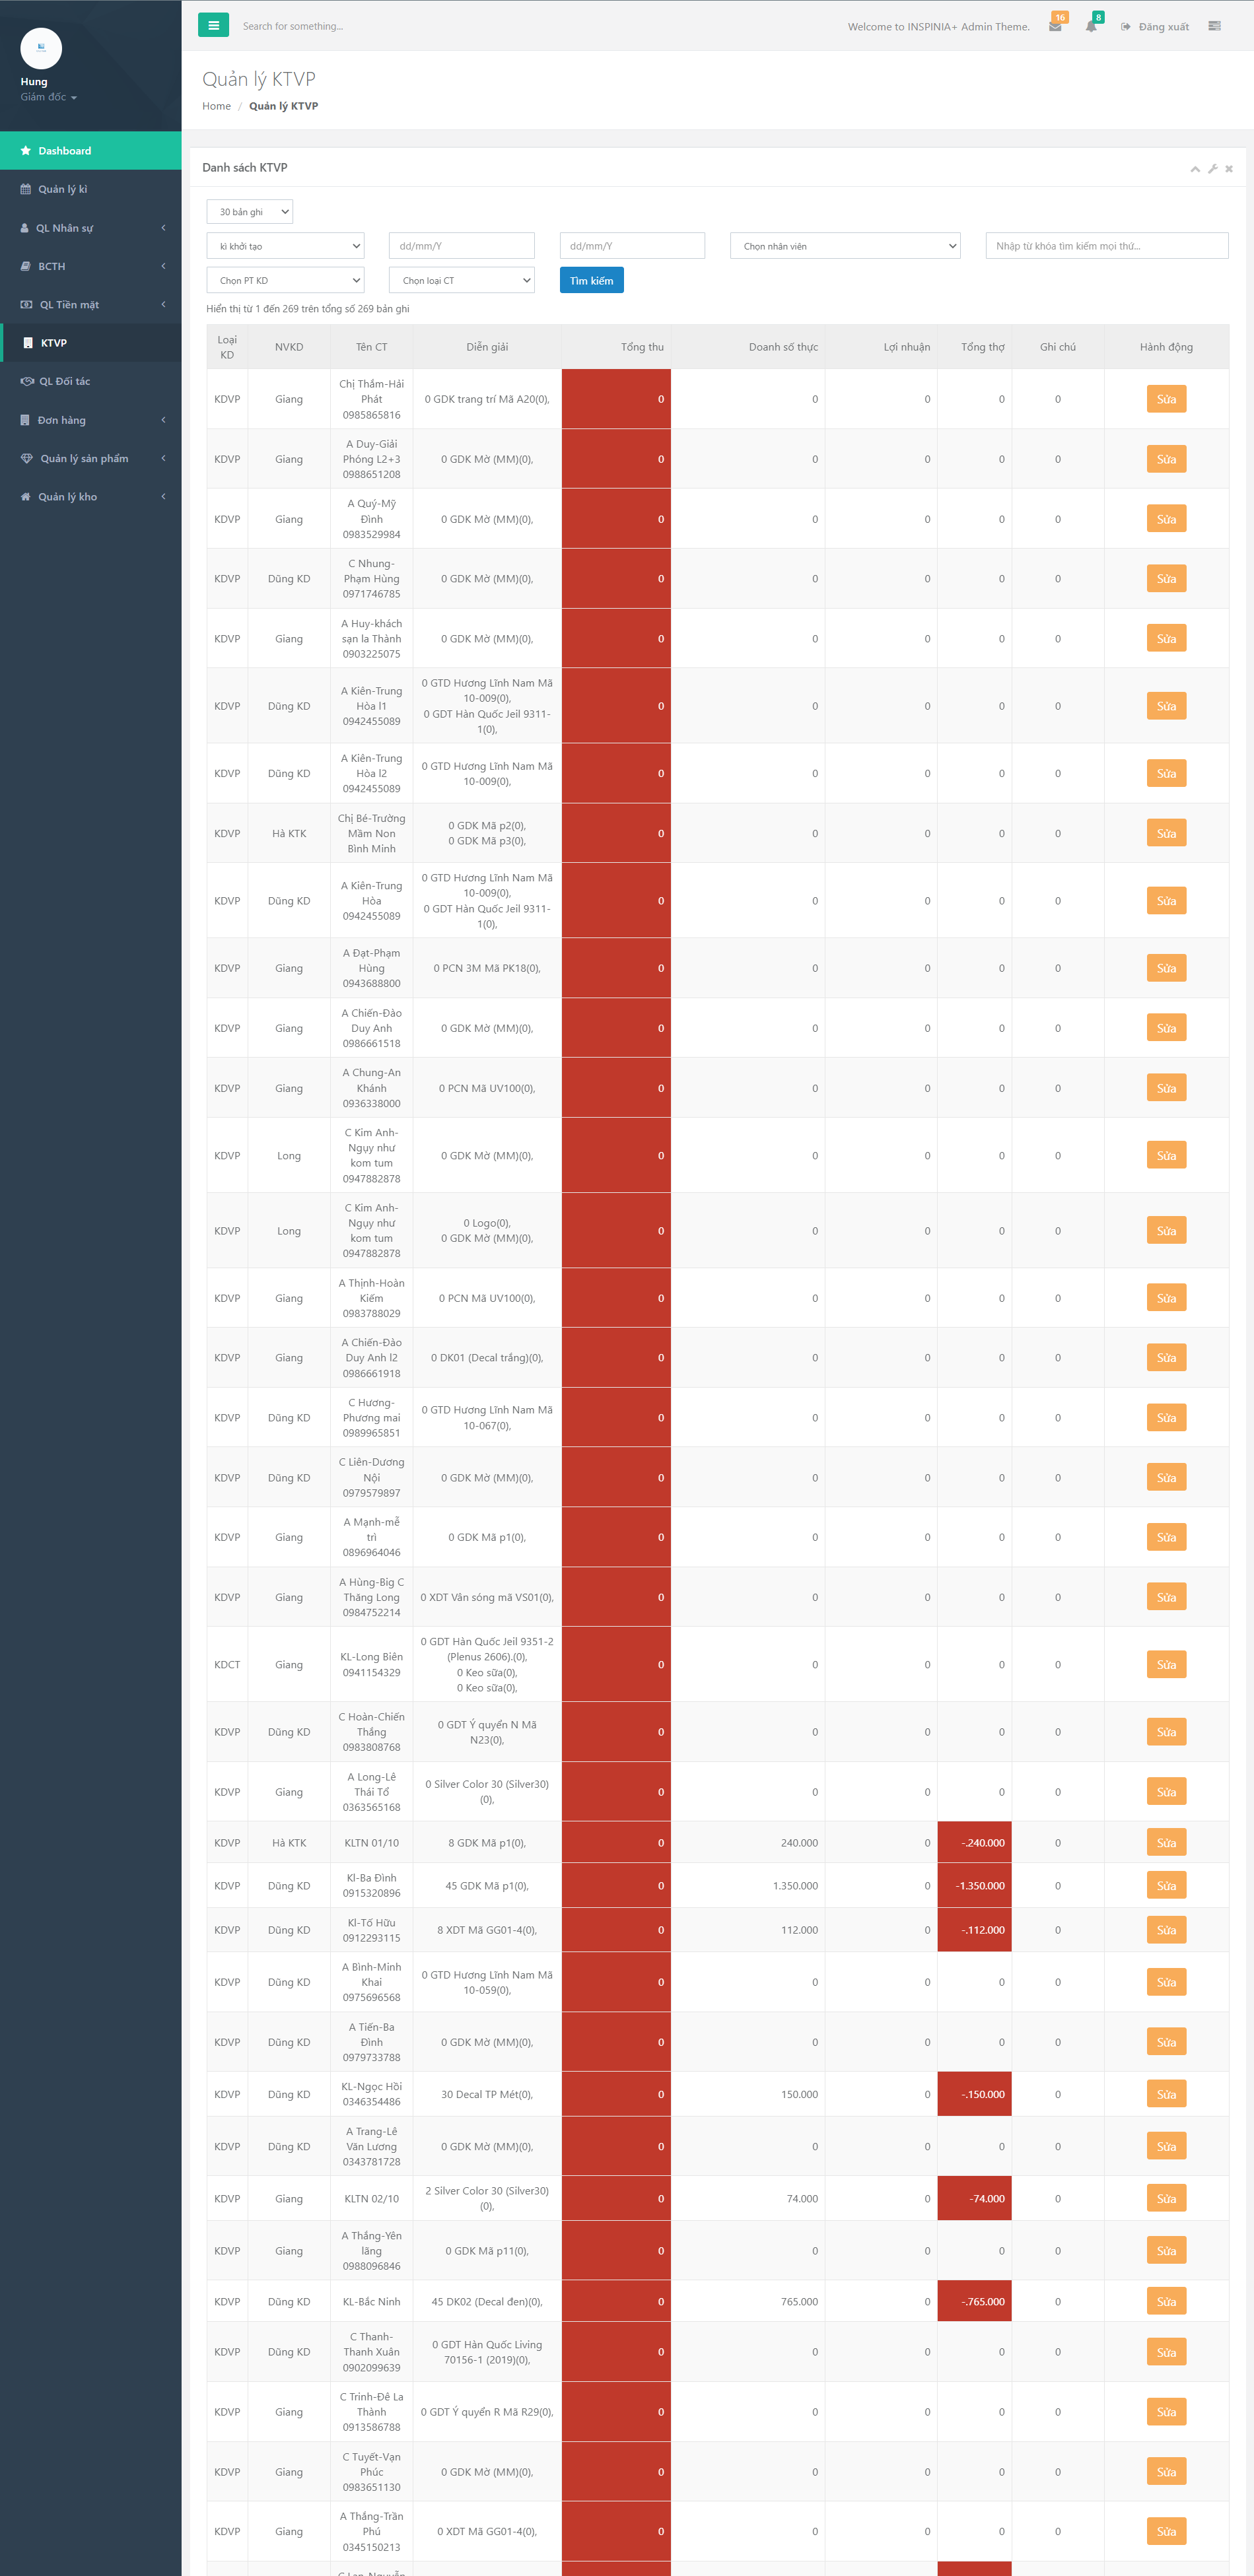 Hung
Giám đốc
Dashboard
Quản lý kì
QL Nhân sự
BCTH
QL Tiền mặt
KTVP
QL Đối tác
Đơn hàng
Quản lý sản phẩm
Quản lý kho
Search for something...
Welcome to INSPINIA+ Admin Theme.
16
8
Đăng xuất
Quản lý KTVP
Home / Quản lý KTVP
Danh sách KTVP
30 bản ghi
kì khởi tạo
dd/mm/Y
dd/mm/Y
Chọn nhân viên
Nhập từ khóa tìm kiếm mọi thứ...
Chọn PT KD
Chọn loại CT
Tìm kiếm
Hiển thị từ 1 đến 269 trên tổng số 269 bản ghi
Loại KD NVKD Tên CT Diễn giải Tổng thu Doanh số thực Lợi nhuận Tổng thợ Ghi chú Hành động
KDVP Giang Chị Thắm-Hải Phát 0985865816 0 GDK trang trí Mã A20(0), 0 0 0 0 0 Sửa
KDVP Giang A Duy-Giải Phóng L2+3 0988651208 0 GDK Mờ (MM)(0), 0 0 0 0 0 Sửa
KDVP Giang A Quý-Mỹ Đình 0983529984 0 GDK Mờ (MM)(0), 0 0 0 0 0 Sửa
KDVP Dũng KD C Nhung-Phạm Hùng 0971746785 0 GDK Mờ (MM)(0), 0 0 0 0 0 Sửa
KDVP Giang A Huy-khách sạn la Thành 0903225075 0 GDK Mờ (MM)(0), 0 0 0 0 0 Sửa
KDVP Dũng KD A Kiên-Trung Hòa l1 0942455089 0 GTD Hương Lĩnh Nam Mã 10-009(0), 0 GDT Hàn Quốc Jeil 9311-1(0), 0 0 0 0 0 Sửa
KDVP Dũng KD A Kiên-Trung Hòa l2 0942455089 0 GTD Hương Lĩnh Nam Mã 10-009(0), 0 0 0 0 0 Sửa
KDVP Hà KTK Chị Bé-Trường Mầm Non Bình Minh 0 GDK Mã p2(0), 0 GDK Mã p3(0), 0 0 0 0 0 Sửa
KDVP Dũng KD A Kiên-Trung Hòa 0942455089 0 GTD Hương Lĩnh Nam Mã 10-009(0), 0 GDT Hàn Quốc Jeil 9311-1(0), 0 0 0 0 0 Sửa
KDVP Giang A Đạt-Phạm Hùng 0943688800 0 PCN 3M Mã PK18(0), 0 0 0 0 0 Sửa
KDVP Giang A Chiến-Đào Duy Anh 0986661518 0 GDK Mờ (MM)(0), 0 0 0 0 0 Sửa
KDVP Giang A Chung-An Khánh 0936338000 0 PCN Mã UV100(0), 0 0 0 0 0 Sửa
KDVP Long C Kim Anh-Ngụy như kom tum 0947882878 0 GDK Mờ (MM)(0), 0 0 0 0 0 Sửa
KDVP Long C Kim Anh-Ngụy như kom tum 0947882878 0 Logo(0), 0 GDK Mờ (MM)(0), 0 0 0 0 0 Sửa
KDVP Giang A Thịnh-Hoàn Kiếm 0983788029 0 PCN Mã UV100(0), 0 0 0 0 0 Sửa
KDVP Giang A Chiến-Đào Duy Anh l2 0986661918 0 DK01 (Decal trắng)(0), 0 0 0 0 0 Sửa
KDVP Dũng KD C Hương-Phương mai 0989965851 0 GTD Hương Lĩnh Nam Mã 10-067(0), 0 0 0 0 0 Sửa
KDVP Dũng KD C Liên-Dương Nội 0979579897 0 GDK Mờ (MM)(0), 0 0 0 0 0 Sửa
KDVP Giang A Mạnh-mễ trì 0896964046 0 GDK Mã p1(0), 0 0 0 0 0 Sửa
KDVP Giang A Hùng-Big C Thăng Long 0984752214 0 XDT Vân sóng mã VS01(0), 0 0 0 0 0 Sửa
KDCT Giang KL-Long Biên 0941154329 0 GDT Hàn Quốc Jeil 9351-2 (Plenus 2606).(0), 0 Keo sữa(0), 0 Keo sữa(0), 0 0 0 0 0 Sửa
KDVP Dũng KD C Hoàn-Chiến Thắng 0983808768 0 GDT Ý quyển N Mã N23(0), 0 0 0 0 0 Sửa
KDVP Giang A Long-Lê Thái Tổ 0363565168 0 Silver Color 30 (Silver30)(0), 0 0 0 0 0 Sửa
KDVP Hà KTK KLTN 01/10 8 GDK Mã p1(0), 0 240.000 0 -.240.000 0 Sửa
KDVP Dũng KD Kl-Ba Đình 0915320896 45 GDK Mã p1(0), 0 1.350.000 0 -1.350.000 0 Sửa
KDVP Dũng KD Kl-Tố Hữu 0912293115 8 XDT Mã GG01-4(0), 0 112.000 0 -.112.000 0 Sửa
KDVP Dũng KD A Bình-Minh Khai 0975696568 0 GTD Hương Lĩnh Nam Mã 10-059(0), 0 0 0 0 0 Sửa
KDVP Dũng KD A Tiến-Ba Đình 0979733788 0 GDK Mờ (MM)(0), 0 0 0 0 0 Sửa
KDVP Dũng KD KL-Ngọc Hồi 0346354486 30 Decal TP Mét(0), 0 150.000 0 -.150.000 0 Sửa
KDVP Dũng KD A Trang-Lê Văn Lương 0343781728 0 GDK Mờ (MM)(0), 0 0 0 0 0 Sửa
KDVP Giang KLTN 02/10 2 Silver Color 30 (Silver30)(0), 0 74.000 0 -74.000 0 Sửa
KDVP Giang A Thắng-Yên lãng 0988096846 0 GDK Mã p11(0), 0 0 0 0 0 Sửa
KDVP Dũng KD KL-Bắc Ninh 45 DK02 (Decal đen)(0), 0 765.000 0 -.765.000 0 Sửa
KDVP Dũng KD C Thanh-Thanh Xuân 0902099639 0 GDT Hàn Quốc Living 70156-1 (2019)(0), 0 0 0 0 0 Sửa
KDVP Giang C Trinh-Đê La Thành 0913586788 0 GDT Ý quyển R Mã R29(0), 0 0 0 0 0 Sửa
KDVP Giang C Tuyết-Vạn Phúc 0983651130 0 GDK Mờ (MM)(0), 0 0 0 0 0 Sửa
KDVP Giang A Thắng-Trần Phú 0345150213 0 XDT Mã GG01-4(0), 0 0 0 0 0 Sửa